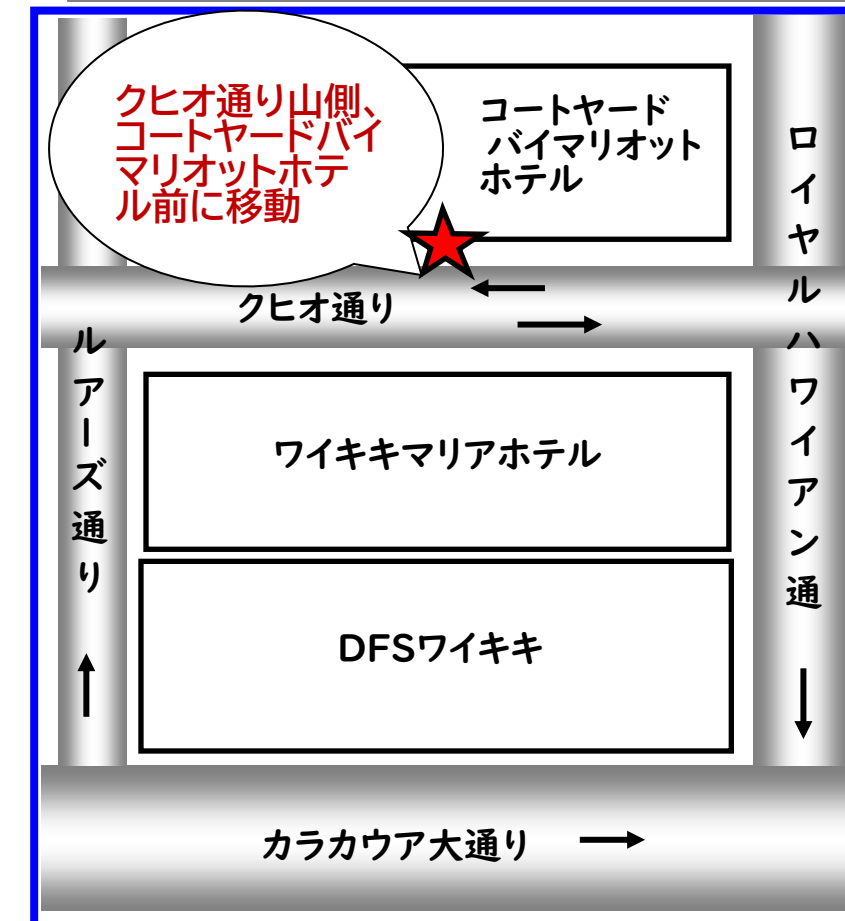 クヒオ通り山側、
コートヤードバイ
マリオットホテ
ル前に移動
コートヤード
バイマリオット
ホテル
ロイヤルハワイアン通
クヒオ通り
ルアーズ通り
ワイキキマリアホテル
DFSワイキキ
カラカウア大通り